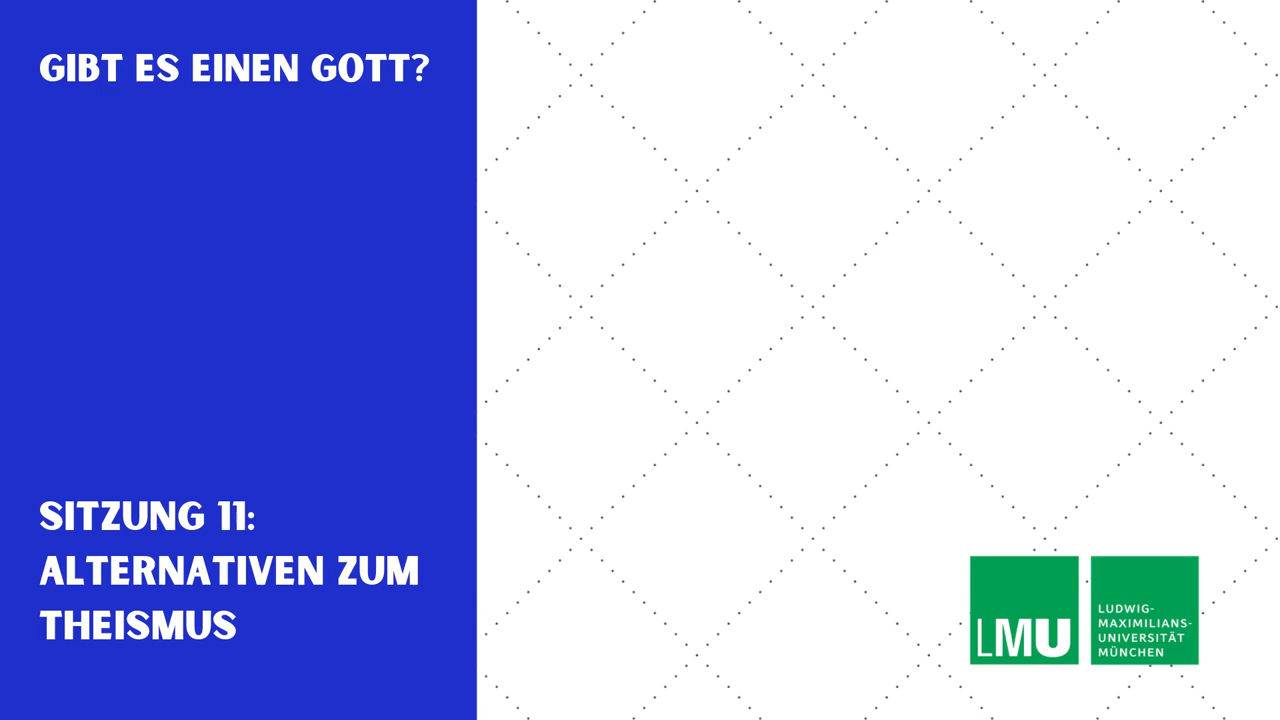 GIBT ES EINEN GOTT?
SITZUNG 11:
ALTERNATIVEN ZUM
THEISMUS
LMU
LUDWIG-
MAXIMILIANS-
UNIVERSITÄT
MÜNCHEN